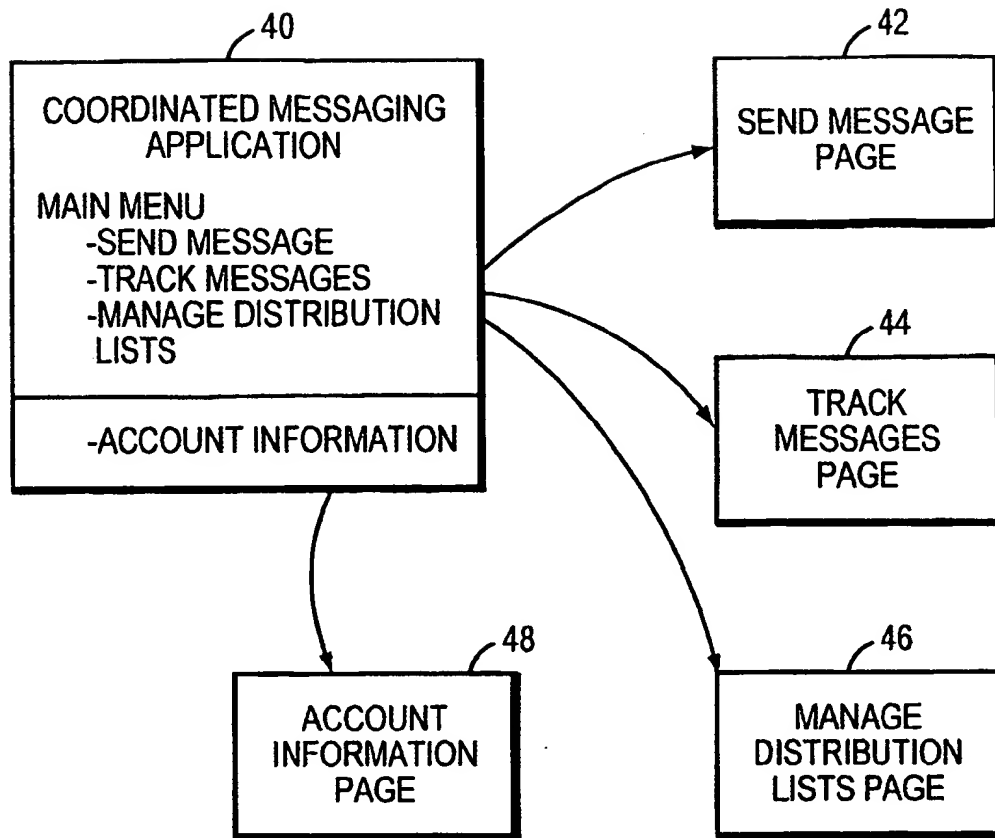 40
COORDINATED MESSAGING
APPLICATION
MAIN MENU
-SEND MESSAGE
-TRACK MESSAGES
-MANAGE DISTRIBUTION
LISTS
-ACCOUNT INFORMATION
42
SEND MESSAGE
PAGE
44
TRACK
MESSAGES
PAGE
46
MANAGE
DISTRIBUTION
LISTS PAGE
48
ACCOUNT
INFORMATION
PAGE